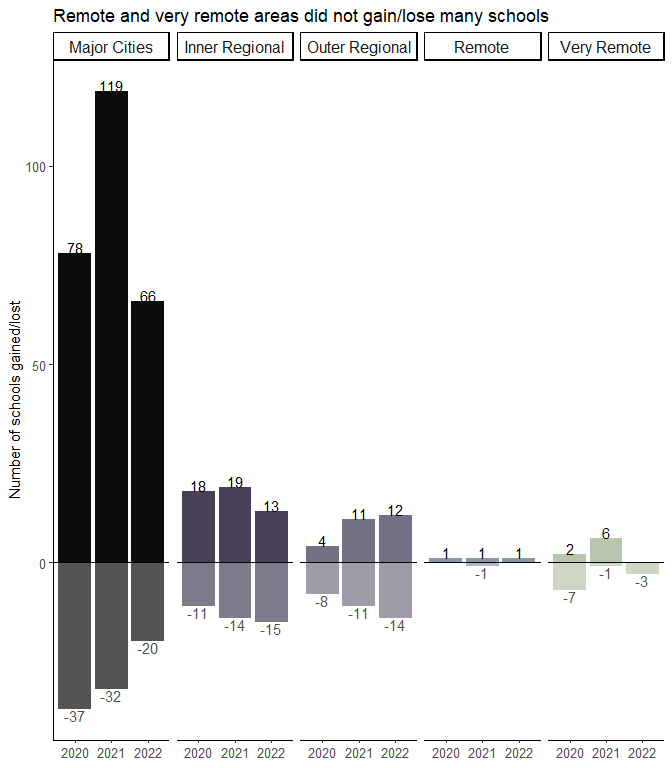 Remote and very remote areas did not gain/lose many schools
Major Cities Inner Regional Outer Regional Remote Very Remote
Number of schools gained/lost
100
50
0
78 119 66
-37 -32 -20
18 19 13
-11 -14 -15
4 11 12
-8 -11 -14
1 1 1
-1
2 6
-7 -1 -3
2020 2021 2022 2020 2021 2022 2020 2021 2022 2020 2021 2022 2020 2021 2022